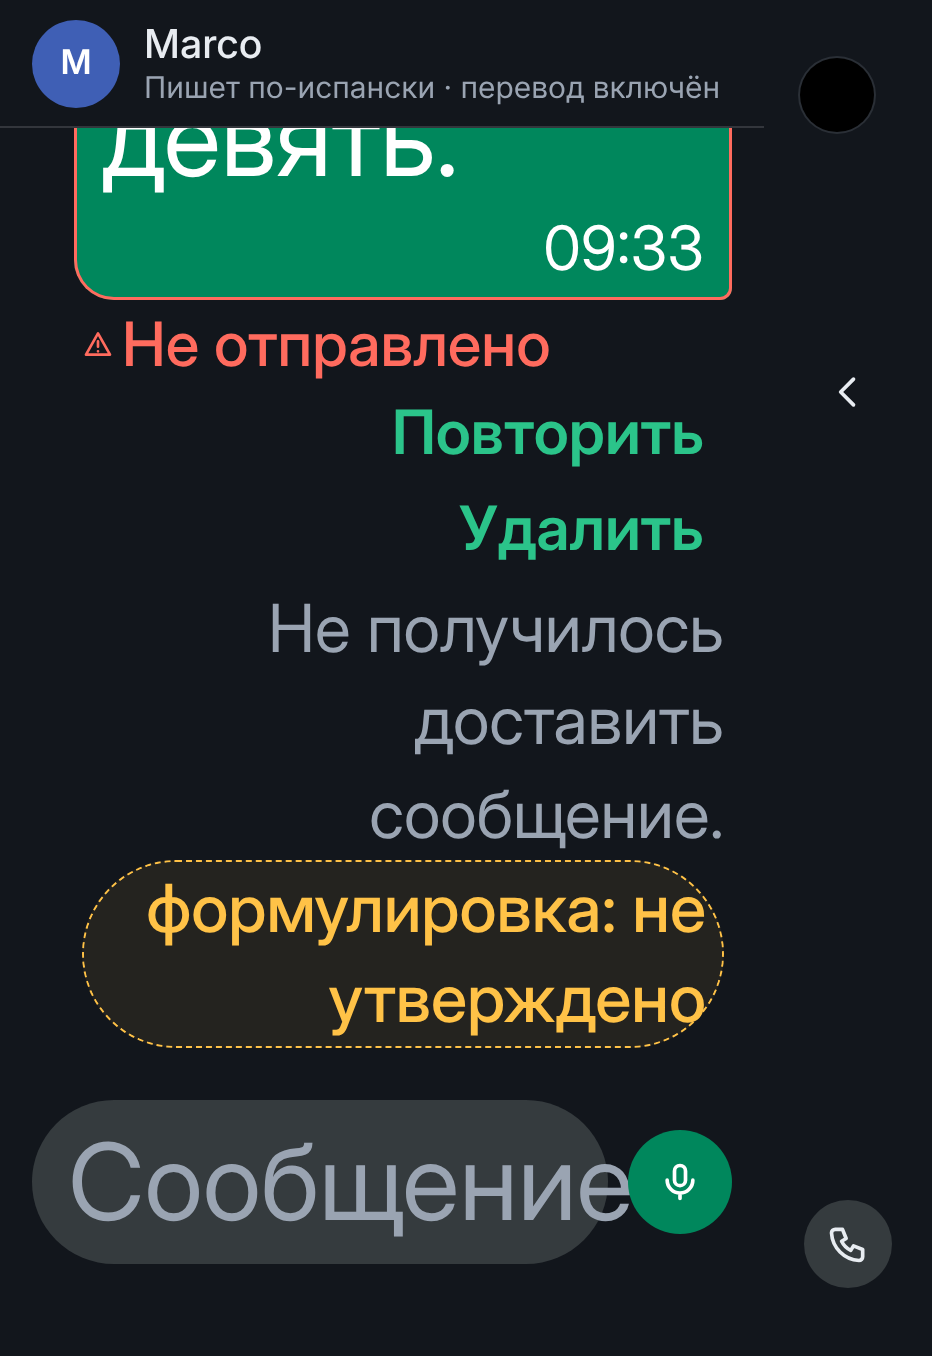 M
Marco
Пишет по-испански · перевод включён
девять.
09:33
Не отправлено
Повторить
Удалить
Не получилось
доставить
сообщение.
формулировка: не
утверждено
Сообщение